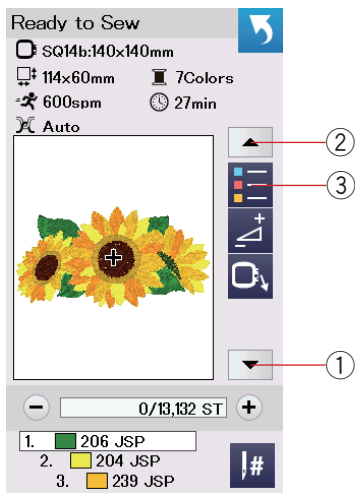 Ready to Sew
SQ14b:140x140mm
114x60mm 7Colors
600spm 27min
Auto
②
③
①
0/13,132 ST
1. 206 JSP
2. 204 JSP
3. 239 JSP
#